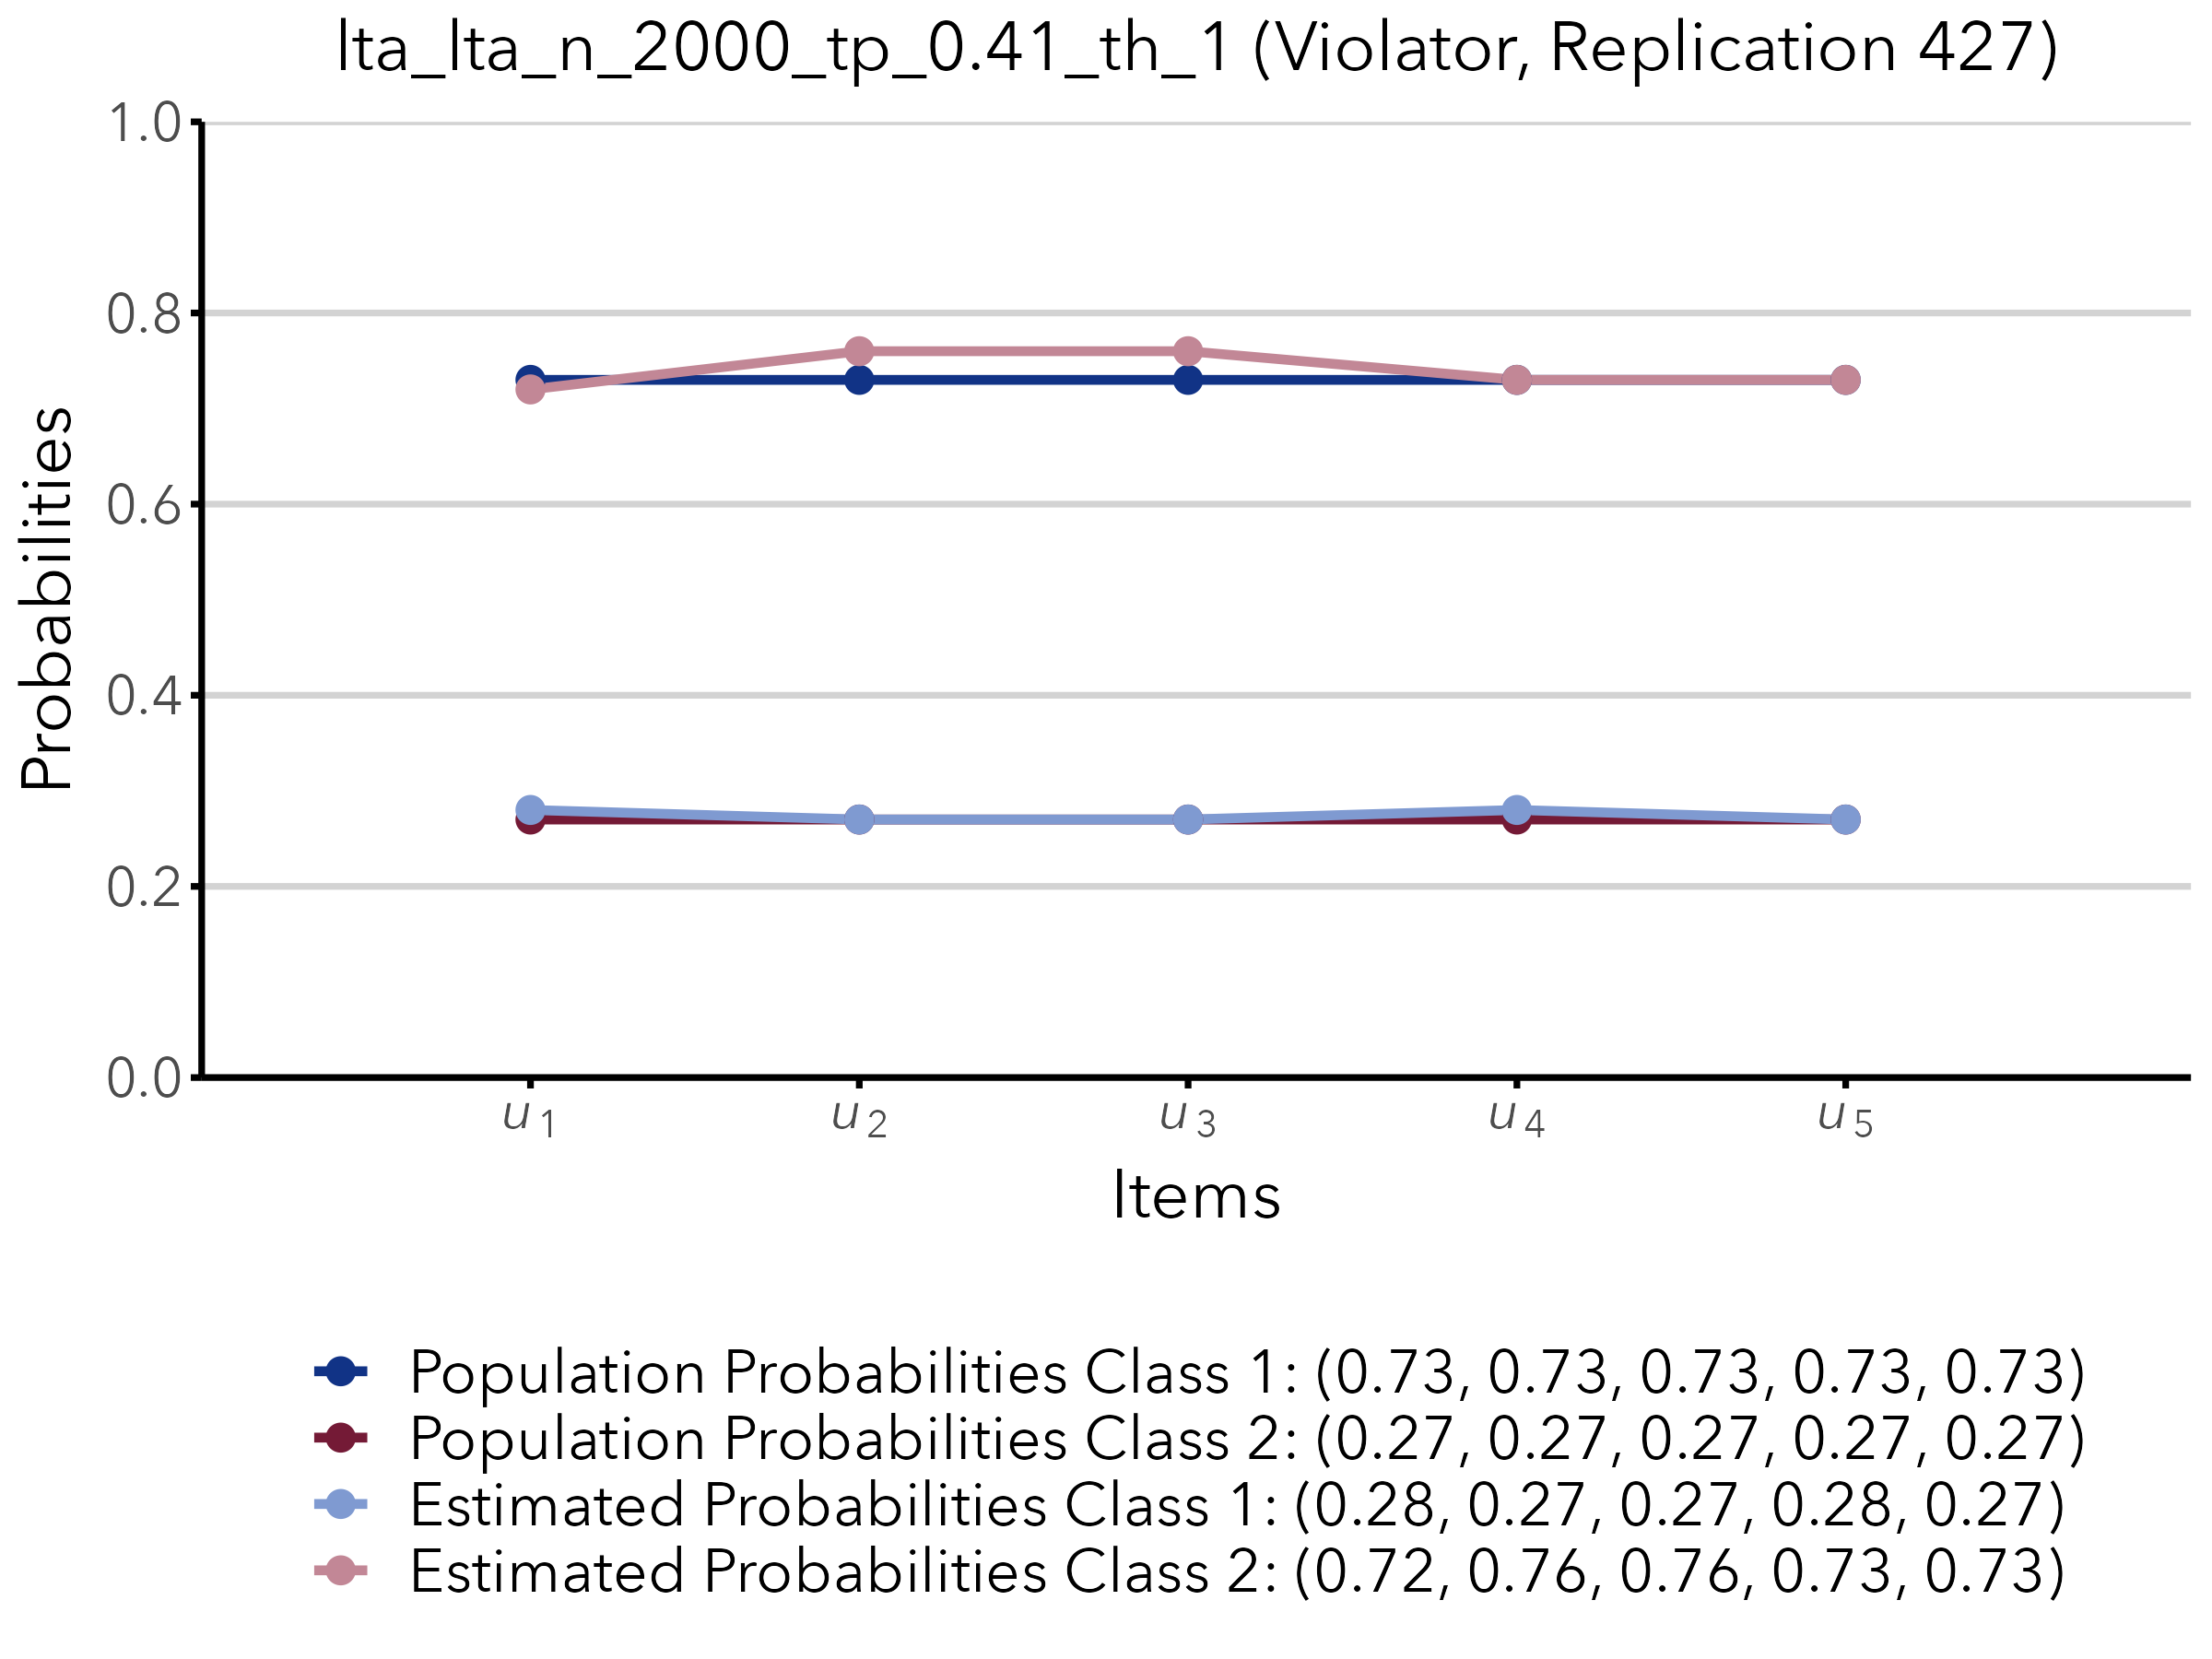 lta_lta_n_2000_tp_0.41_th_1 (Violator, Replication 427)
1.0
0.8
0.6
0.4
0.2
0.0
Probabilities
u1 u2 u3 u4 u5
Items
Population Probabilities Class 1: (0.73, 0.73, 0.73, 0.73, 0.73)
Population Probabilities Class 2: (0.27, 0.27, 0.27, 0.27, 0.27)
Estimated Probabilities Class 1: (0.28, 0.27, 0.27, 0.28, 0.27)
Estimated Probabilities Class 2: (0.72, 0.76, 0.76, 0.73, 0.73)